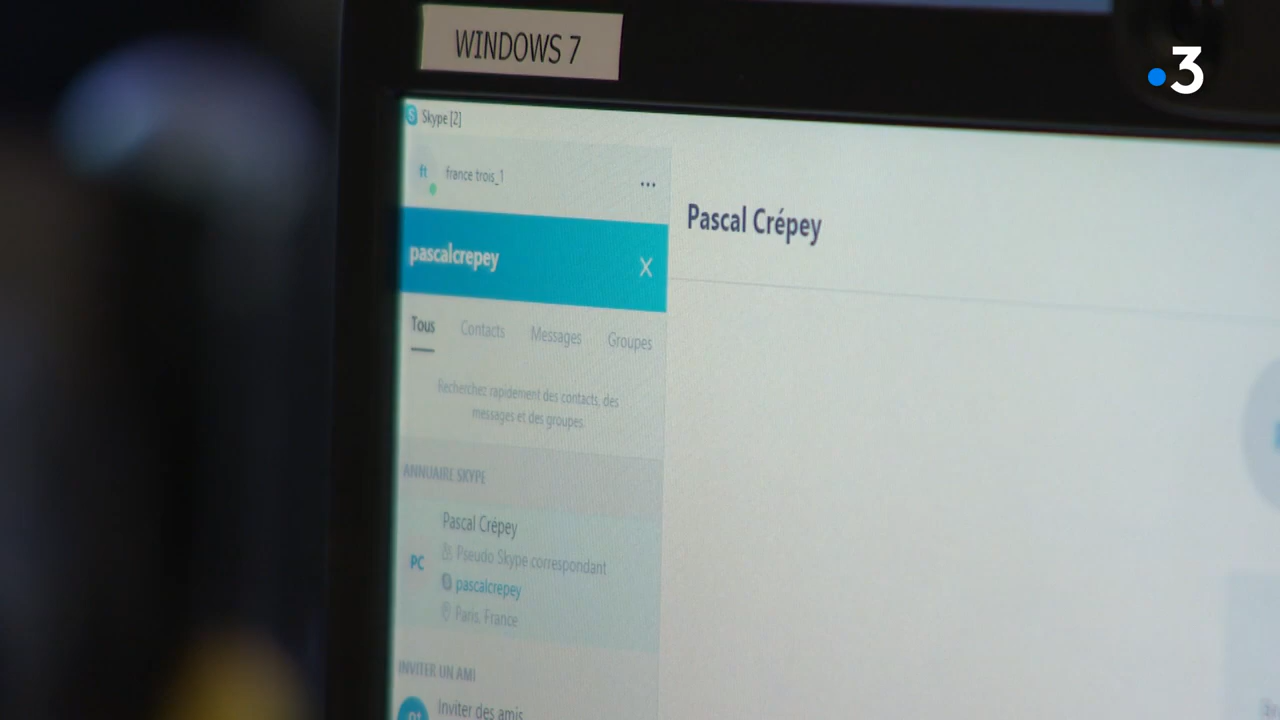 WINDOWS 7
3
Skype [2]
ft
france trois_1
...
Pascal Crépey
pascalcrepey
X
Tous
Contacts
Messages
Groupes
Recherchez rapidement des contacts, des
messages et des groupes.
ANNUAIRE SKYPE
Pascal Crépey
PC
Pseudo Skype correspondant
pascalcrepey
Paris, France
INVITER UN AMI
Inviter des amis